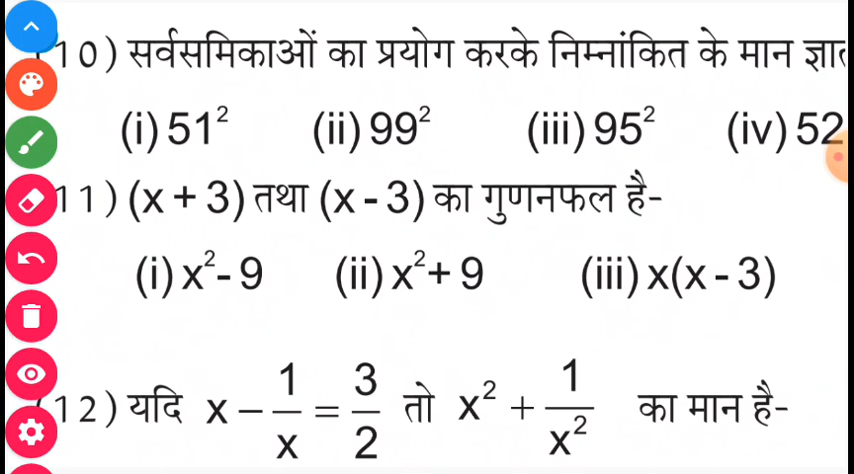 10) सर्वसमिकाओं का प्रयोग करके निम्नांकित के मान
(i) 51² (ii) 99² (iii) 95² (iv) 52
11) (x + 3) तथा (x - 3) का गुणनफल है-
(i) x² - 9 (ii) x² + 9 (iii) x(x - 3)
12) यदि x - 1/x = 3/2 तो x² + 1/x² का मान है-